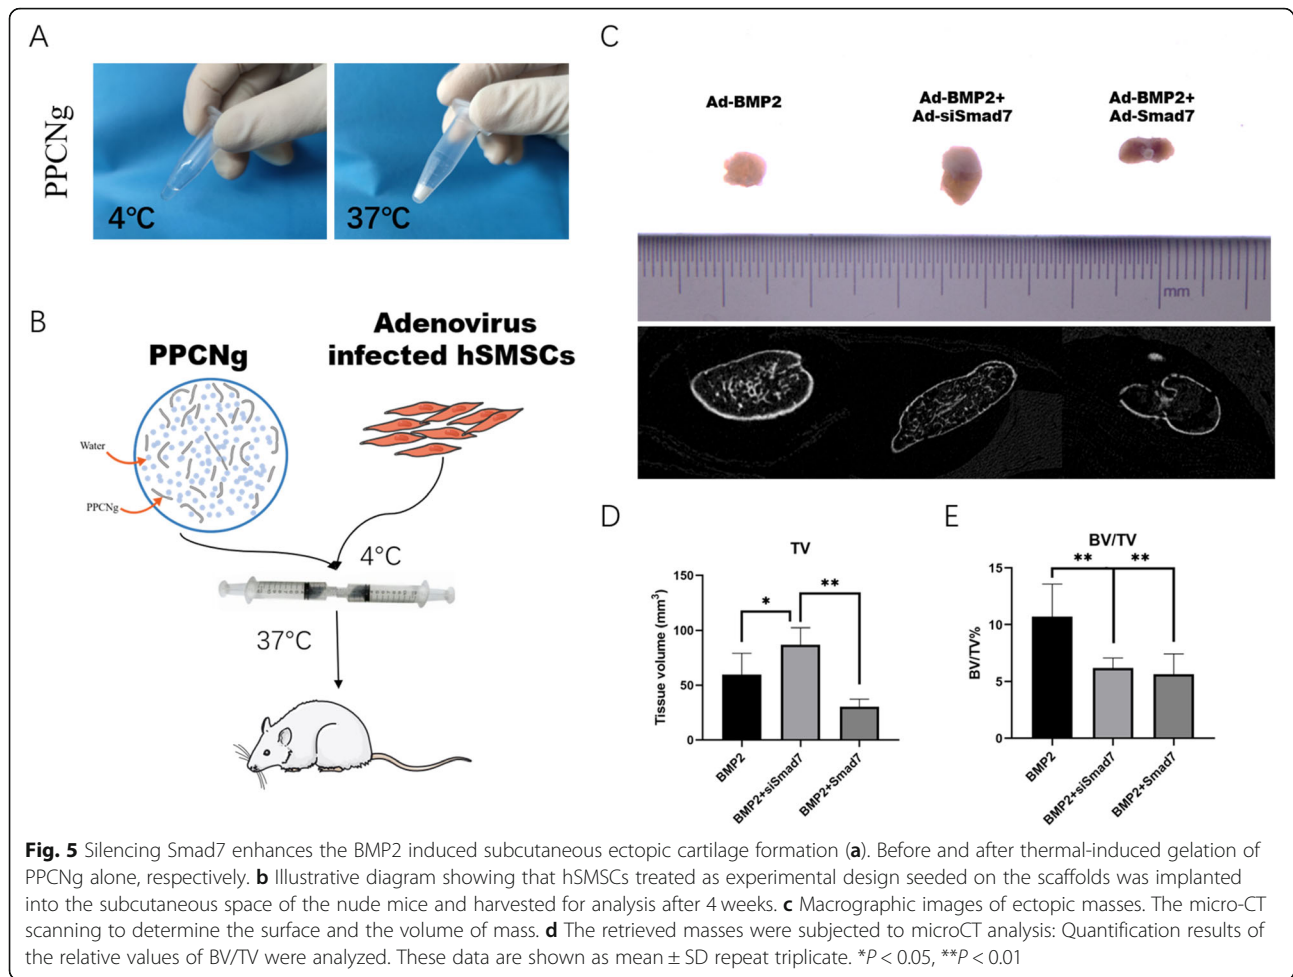 A
PPCNg
4°C
37°C
B
PPCNg
Adenovirus
infected hSMSCs
Water
PPCNg
4°C
37°C
C
Ad-BMP2
Ad-BMP2+
Ad-siSmad7
Ad-BMP2+
Ad-Smad7
mm
D
TV
Tissue volume (mm³)
150
100
50
0
*
**
BMP2
BMP2+siSmad7
BMP2+Smad7
E
BV/TV
BV/TV%
15
10
5
0
**
**
BMP2
BMP2+siSmad7
BMP2+Smad7
Fig. 5 Silencing Smad7 enhances the BMP2 induced subcutaneous ectopic cartilage formation (a). Before and after thermal-induced gelation of
PPCNg alone, respectively. b Illustrative diagram showing that hSMSCs treated as experimental design seeded on the scaffolds was implanted
into the subcutaneous space of the nude mice and harvested for analysis after 4 weeks. c Macrographic images of ectopic masses. The micro-CT
scanning to determine the surface and the volume of mass. d The retrieved masses were subjected to microCT analysis: Quantification results of
the relative values of BV/TV were analyzed. These data are shown as mean ± SD repeat triplicate. *P < 0.05, **P < 0.01